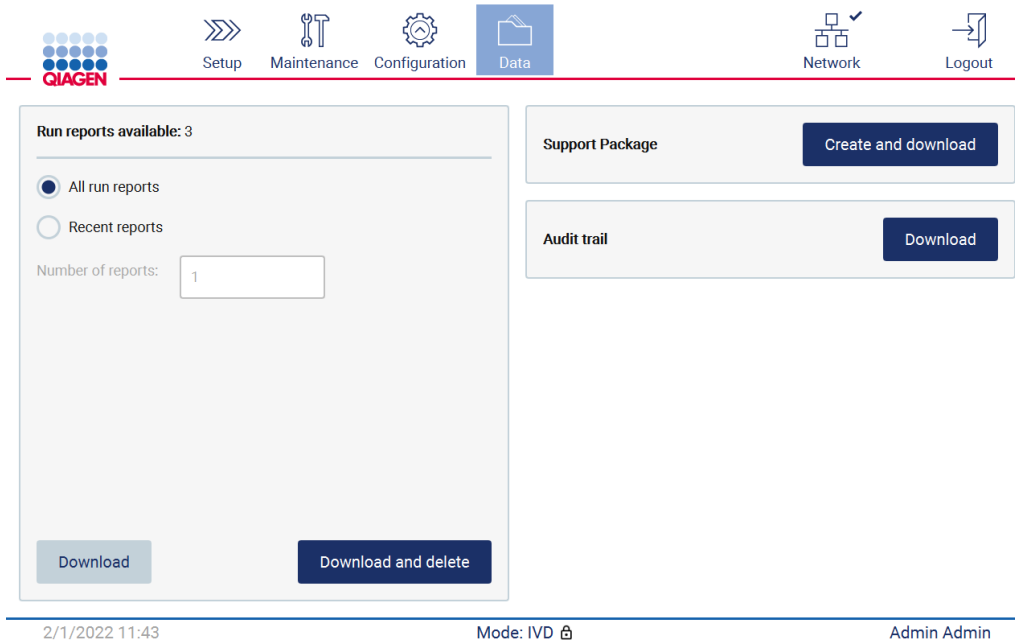 QIAGEN
Setup
Maintenance
Configuration
Data
Network
Logout
Run reports available: 3
All run reports
Recent reports
Number of reports: 1
Download
Download and delete
Support Package
Create and download
Audit trail
Download
2/1/2022 11:43
Mode: IVD
Admin Admin